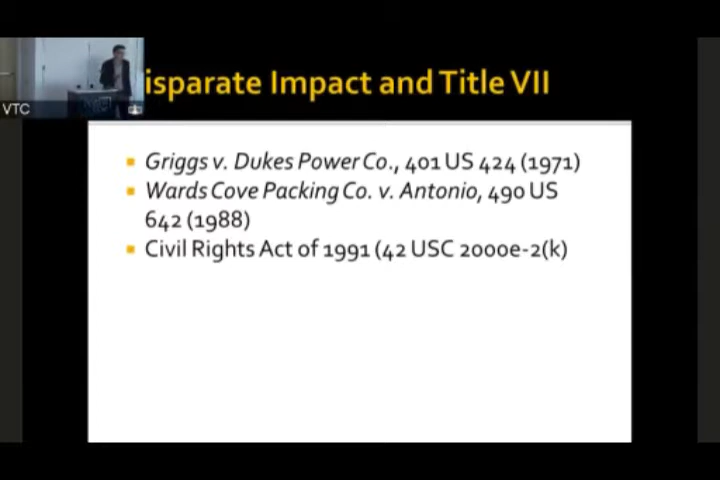 isparate Impact and Title VII
VTC
Griggs v. Dukes Power Co., 401 US 424 (1971)
Wards Cove Packing Co. v. Antonio, 490 US
642 (1988)
Civil Rights Act of 1991 (42 USC 2000e-2(k)